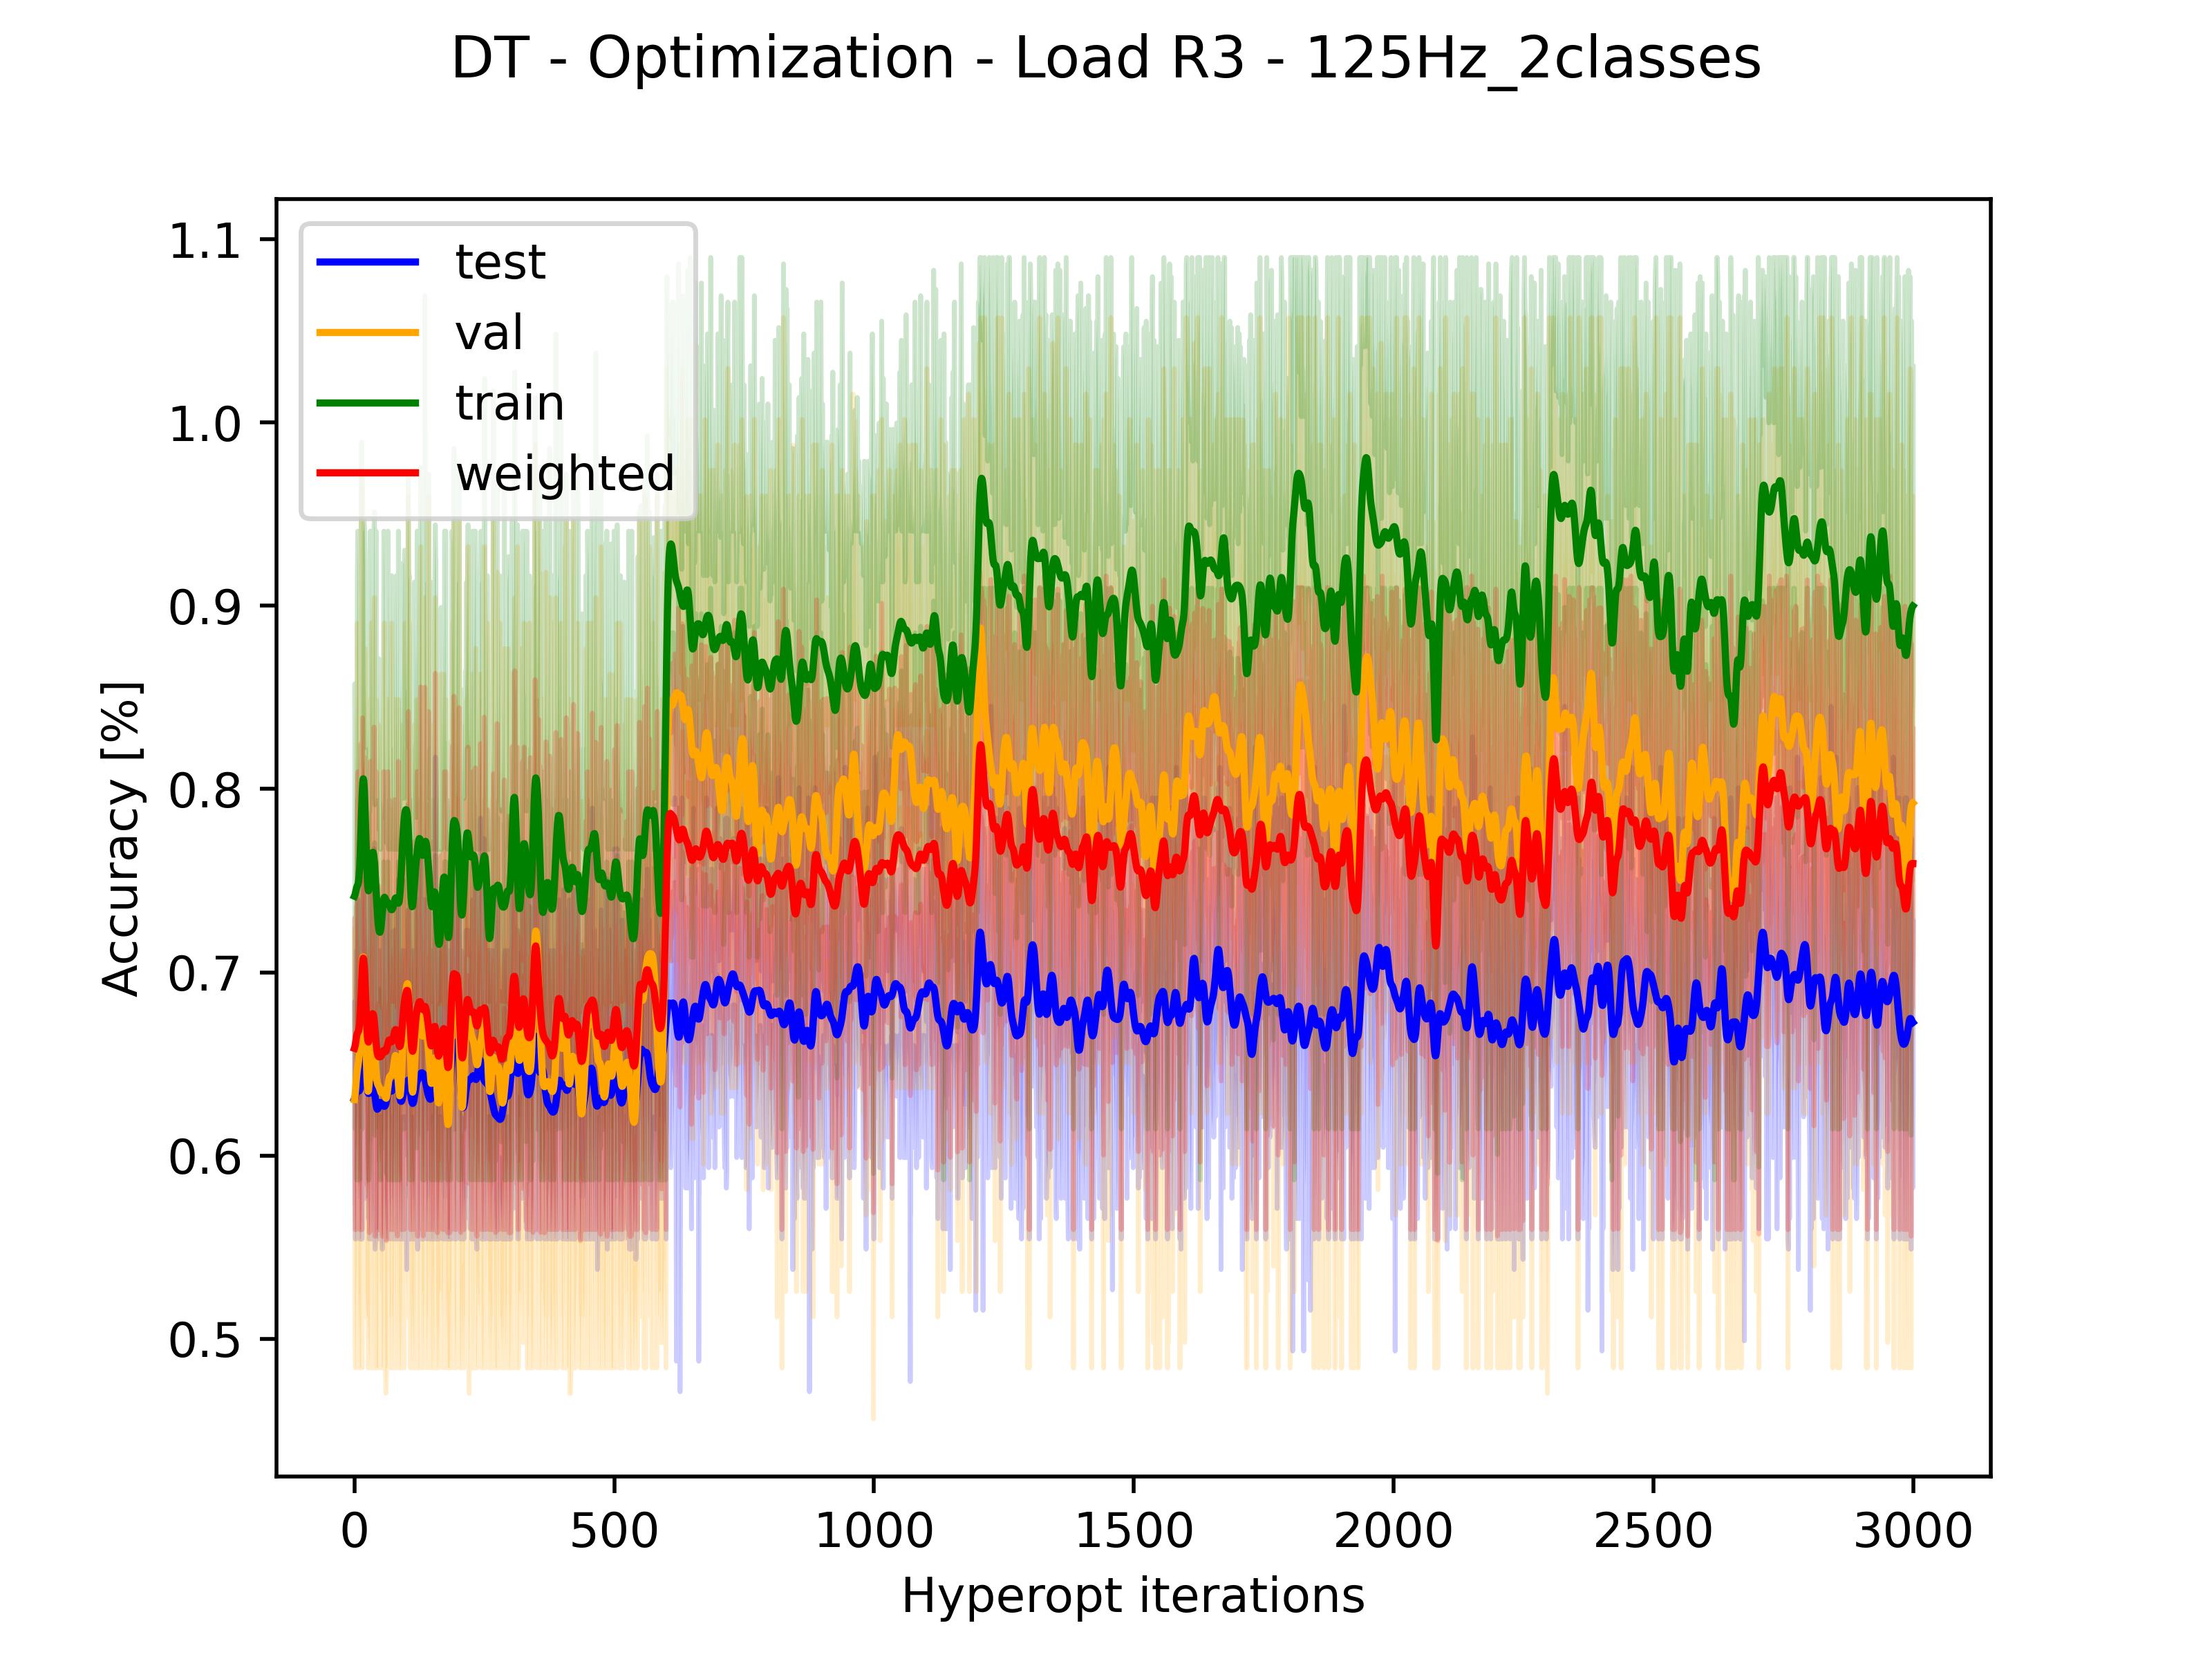 DT - Optimization - Load R3 - 125Hz_2classes
test
val
train
weighted
1.1
1.0
0.9
0.8
0.7
0.6
0.5
Accuracy [%]
0 500 1000 1500 2000 2500 3000
Hyperopt iterations